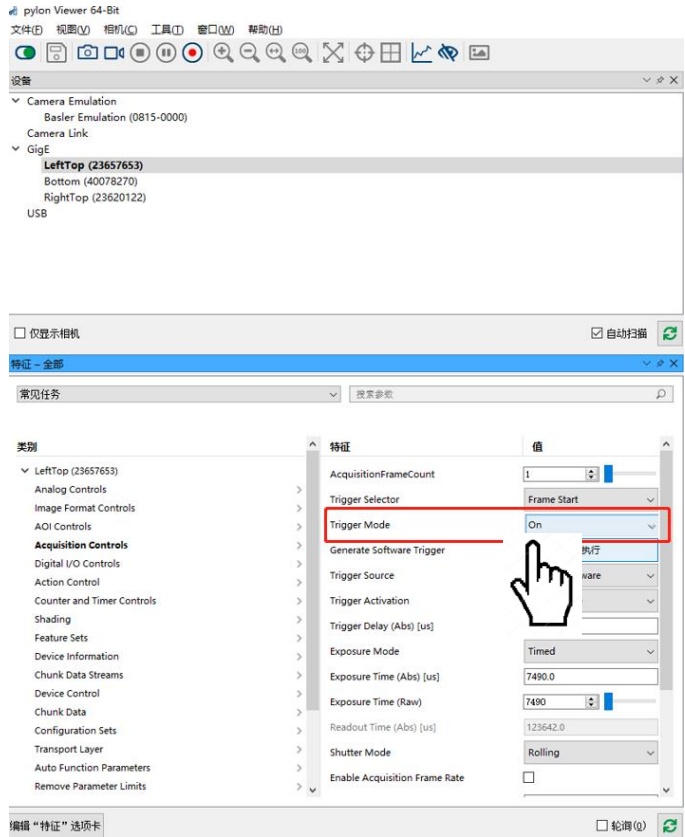 pylon Viewer 64-Bit
文件(F) 视图(V) 相机(C) 工具(T) 窗口(W) 帮助(H)
100
设备
Camera Emulation
Basler Emulation (0815-0000)
Camera Link
GigE
LeftTop (23657653)
Bottom (40078270)
RightTop (23620122)
USB
仅显示相机 自动扫描
特征 - 全部
常见任务 搜索参数
类别
LeftTop (23657653)
Analog Controls
Image Format Controls
AOI Controls
Acquisition Controls
Digital I/O Controls
Action Control
Counter and Timer Controls
Shading
Feature Sets
Device Information
Chunk Data Streams
Device Control
Chunk Data
Configuration Sets
Transport Layer
Auto Function Parameters
Remove Parameter Limits
特征 值
AcquisitionFrameCount 1
Trigger Selector Frame Start
Trigger Mode On
Generate Software Trigger 执行
Trigger Source ware
Trigger Activation
Trigger Delay (Abs) [us]
Exposure Mode Timed
Exposure Time (Abs) [us] 7490.0
Exposure Time (Raw) 7490
Readout Time (Abs) [us] 123642.0
Shutter Mode Rolling
Enable Acquisition Frame Rate
编辑“特征”选项卡 轮询(O)